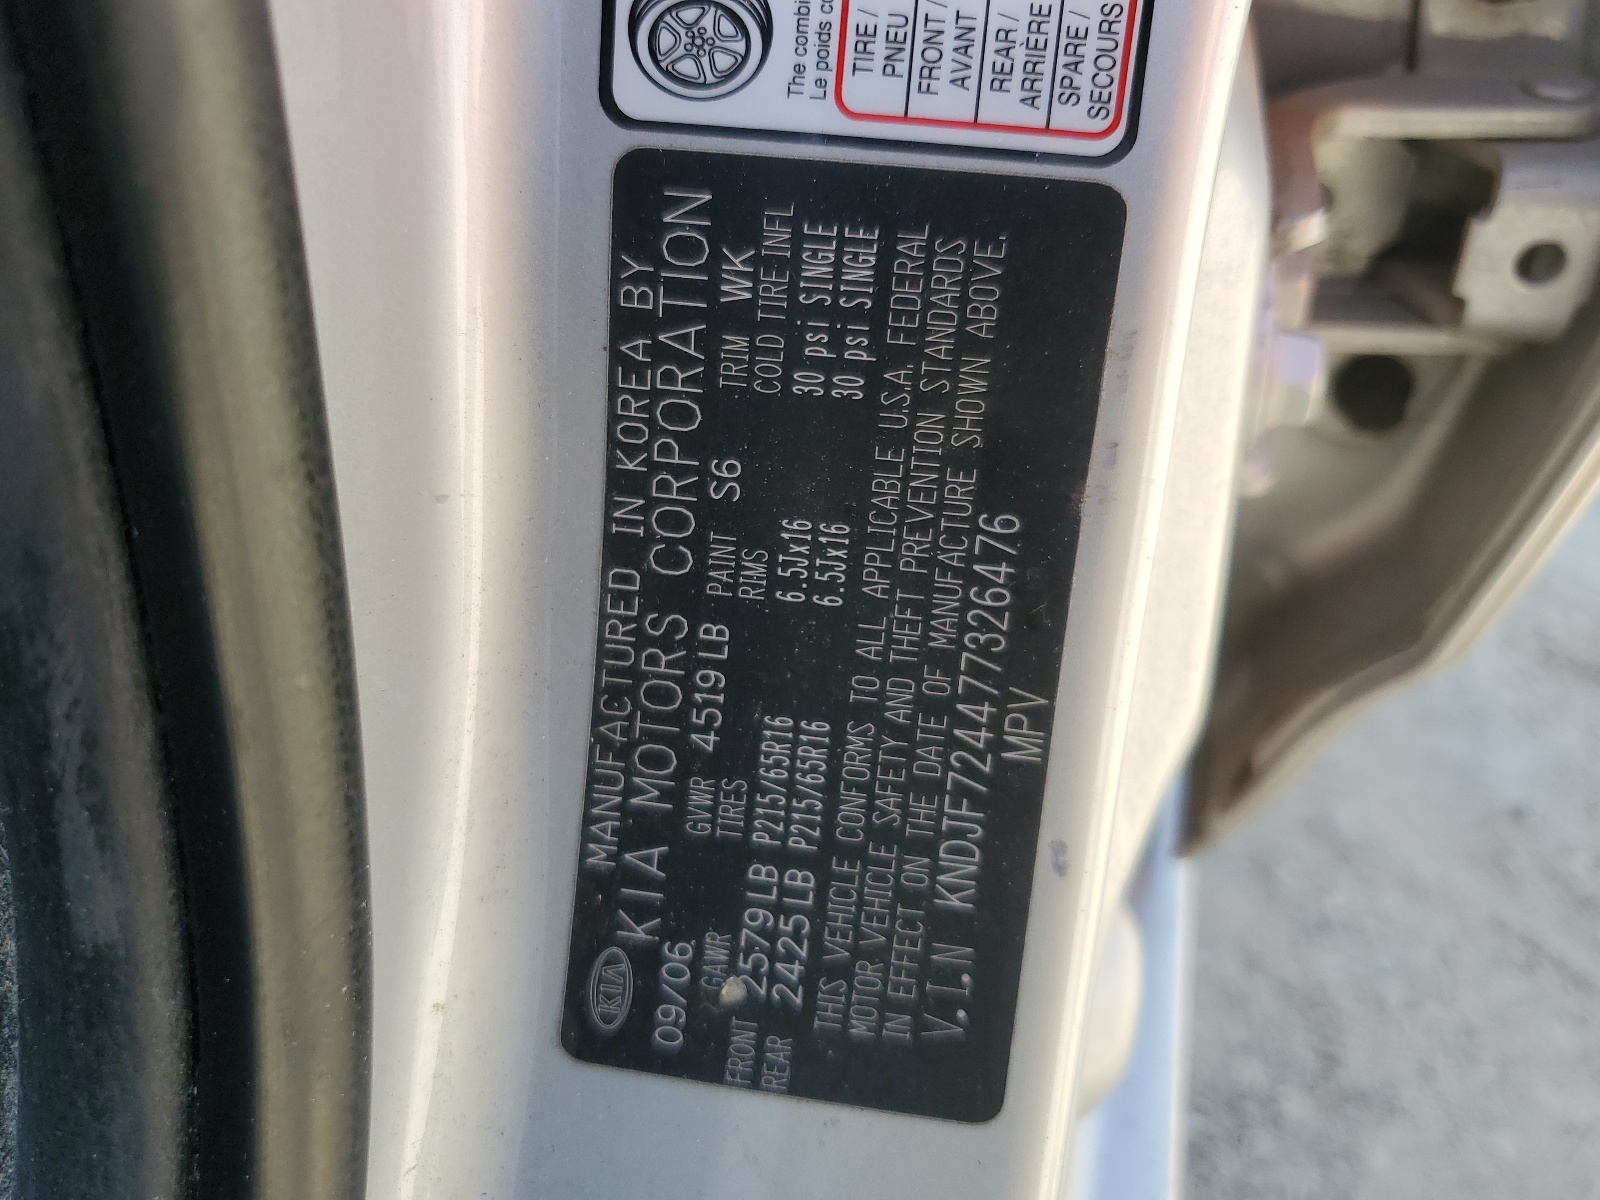 The combi
Le poids co
TIRE /
PNEU
FRONT /
AVANT
REAR /
ARRIÈRE
SPARE /
SECOURS
KIA
MANUFACTURED IN KOREA BY
KIA MOTORS CORPORATION
09/06 GVWR 4519LB PAINT S6 TRIM WK
GAWR TIRES RIMS COLD TIRE INFL
FRONT 2579LB P215/65R16 6.5Jx16 30 psi SINGLE
REAR 2425LB P215/65R16 6.5Jx16 30 psi SINGLE
THIS VEHICLE CONFORMS TO ALL APPLICABLE U.S.A. FEDERAL
MOTOR VEHICLE SAFETY AND THEFT PREVENTION STANDARDS
IN EFFECT ON THE DATE OF MANUFACTURE SHOWN ABOVE.
V.I.N KNDJF724477326476
MPV